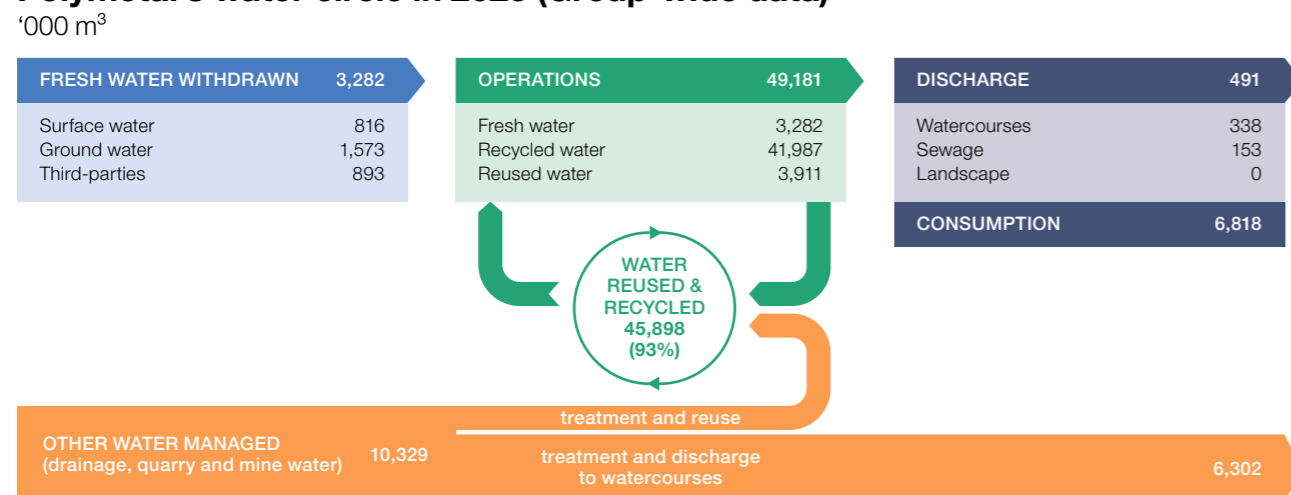 '000 m³
FRESH WATER WITHDRAWN 3,282
Surface water 816
Ground water 1,573
Third-parties 893
OPERATIONS 49,181
Fresh water 3,282
Recycled water 41,987
Reused water 3,911
DISCHARGE 491
Watercourses 338
Sewage 153
Landscape 0
CONSUMPTION 6,818
WATER
REUSED &
RECYCLED
45,898
(93%)
treatment and reuse
OTHER WATER MANAGED
(drainage, quarry and mine water) 10,329
treatment and discharge
to watercourses
6,302